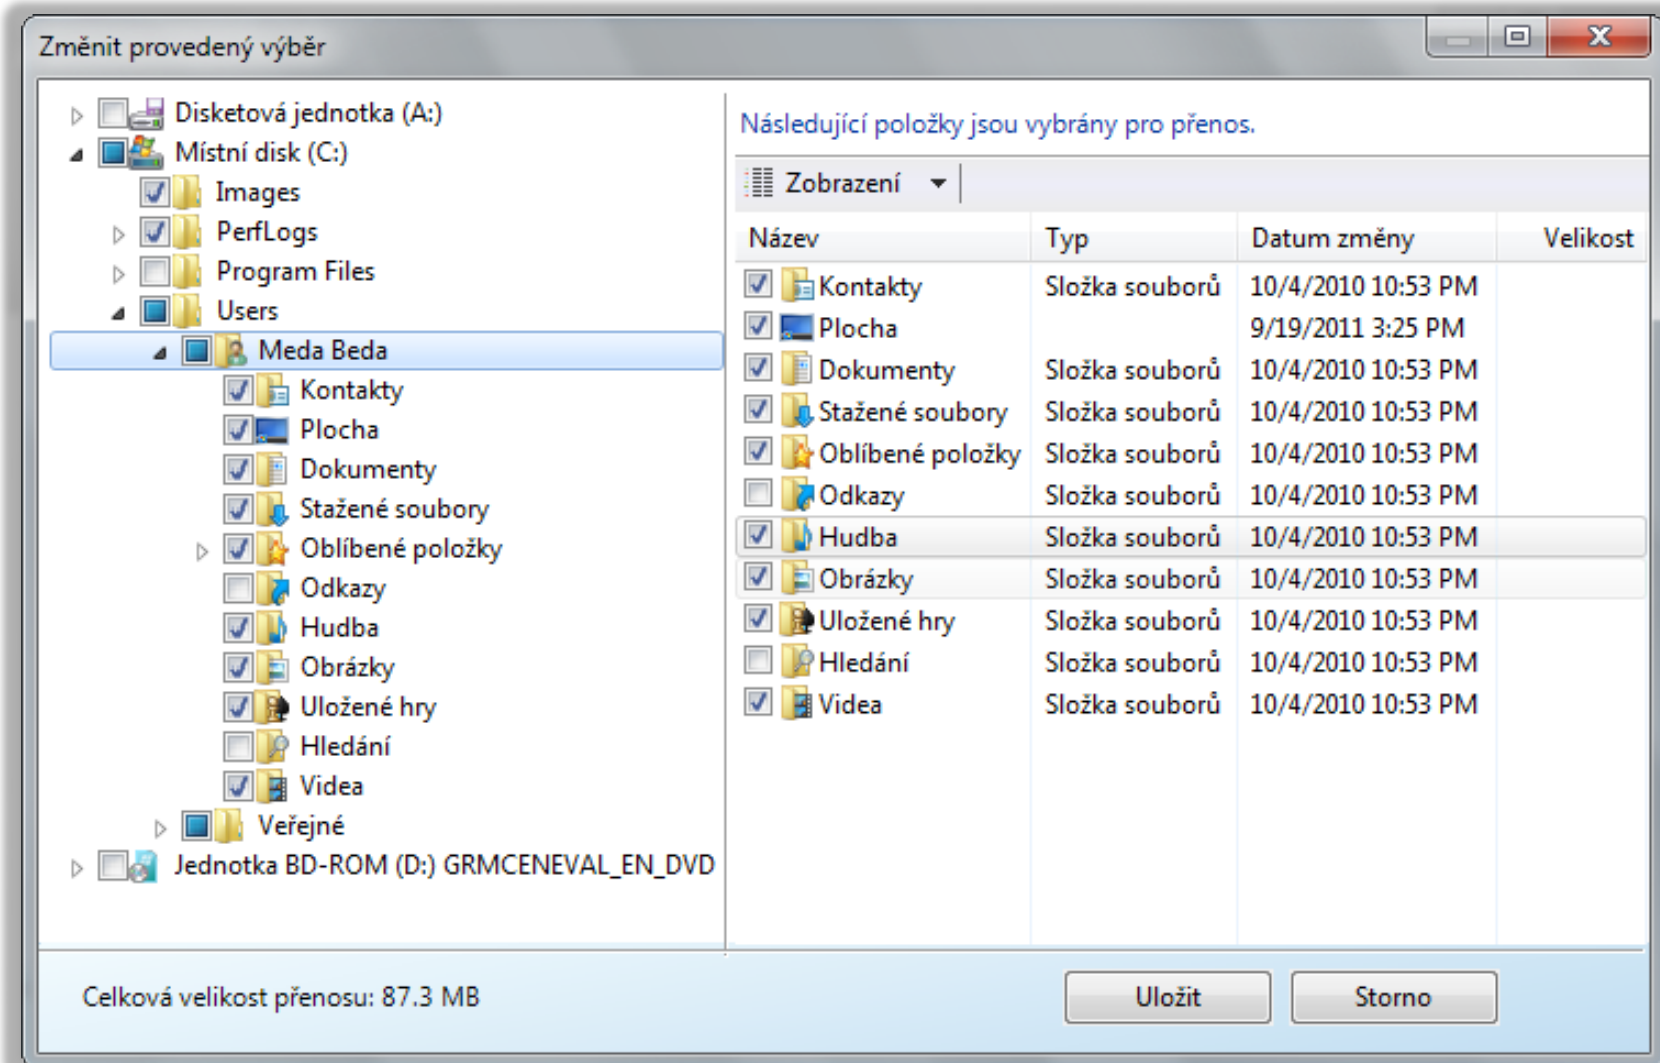 Změnit provedený výběr
Disketová jednotka (A:)
Místní disk (C:)
Images
PerfLogs
Program Files
Users
Meda Beda
Kontakty
Plocha
Dokumenty
Stažené soubory
Oblíbené položky
Odkazy
Hudba
Obrázky
Uložené hry
Hledání
Videa
Veřejné
Jednotka BD-ROM (D:) GRMCENEVAL_EN_DVD
Následující položky jsou vybrány pro přenos.
Zobrazení
Název Typ Datum změny Velikost
Kontakty Složka souborů 10/4/2010 10:53 PM
Plocha 9/19/2011 3:25 PM
Dokumenty Složka souborů 10/4/2010 10:53 PM
Stažené soubory Složka souborů 10/4/2010 10:53 PM
Oblíbené položky Složka souborů 10/4/2010 10:53 PM
Odkazy Složka souborů 10/4/2010 10:53 PM
Hudba Složka souborů 10/4/2010 10:53 PM
Obrázky Složka souborů 10/4/2010 10:53 PM
Uložené hry Složka souborů 10/4/2010 10:53 PM
Hledání Složka souborů 10/4/2010 10:53 PM
Videa Složka souborů 10/4/2010 10:53 PM
Celková velikost přenosu: 87.3 MB
Uložit Storno